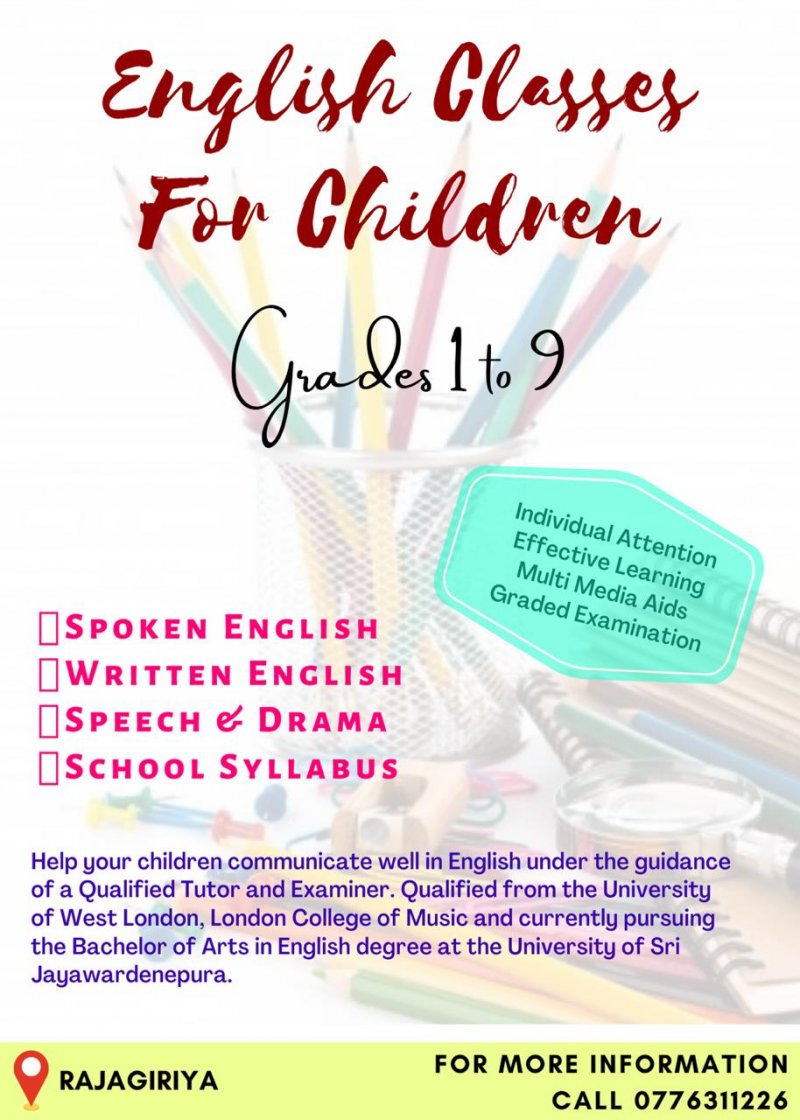 English Classes
For Children
Grades 1 to 9
Individual Attention
Effective Learning
Multi Media Aids
Graded Examination
SPOKEN ENGLISH
WRITTEN ENGLISH
SPEECH & DRAMA
SCHOOL SYLLABUS
Help your children communicate well in English under the guidance
of a Qualified Tutor and Examiner. Qualified from the University
of West London, London College of Music and currently pursuing
the Bachelor of Arts in English degree at the University of Sri
Jayawardenepura.
RAJAGIRIYA
FOR MORE INFORMATION
CALL 0776311226